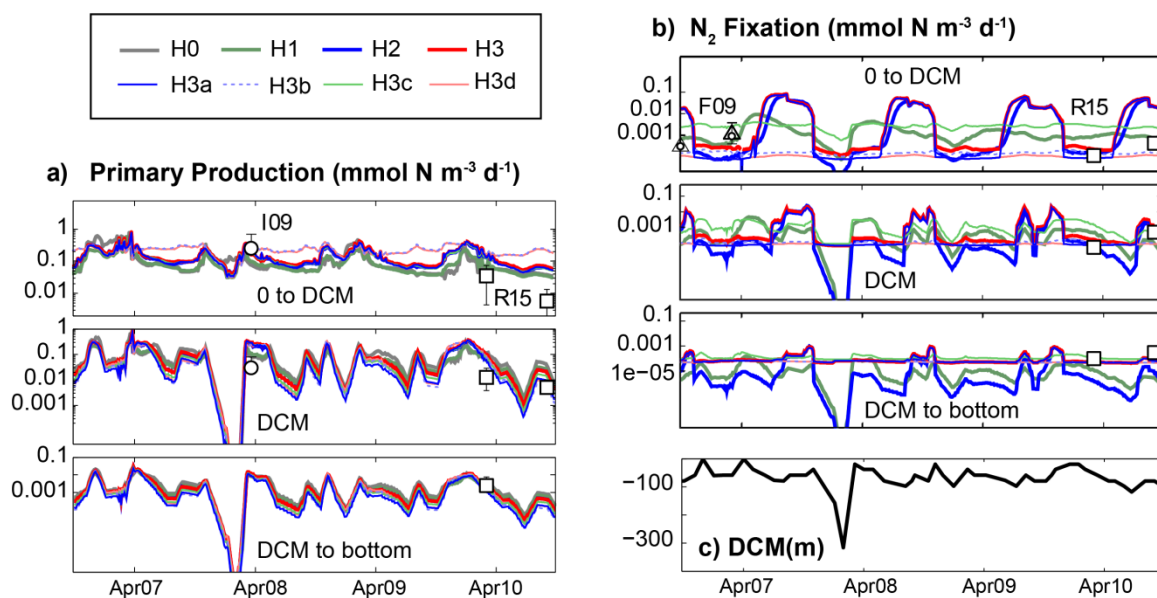 H0 H1 H2 H3
H3a H3b H3c H3d
a) Primary Production (mmol N m⁻³ d⁻¹)
1
0.1
0.01
I09
R15
0 to DCM
1
0.1
0.01
0.001
DCM
0.1
0.001
DCM to bottom
Apr07 Apr08 Apr09 Apr10
b) N₂ Fixation (mmol N m⁻³ d⁻¹)
0 to DCM
0.1
0.01
0.001
F09
R15
0.1
0.001
DCM
0.1
0.001
1e−05
DCM to bottom
−100
−300
c) DCM(m)
Apr07 Apr08 Apr09 Apr10